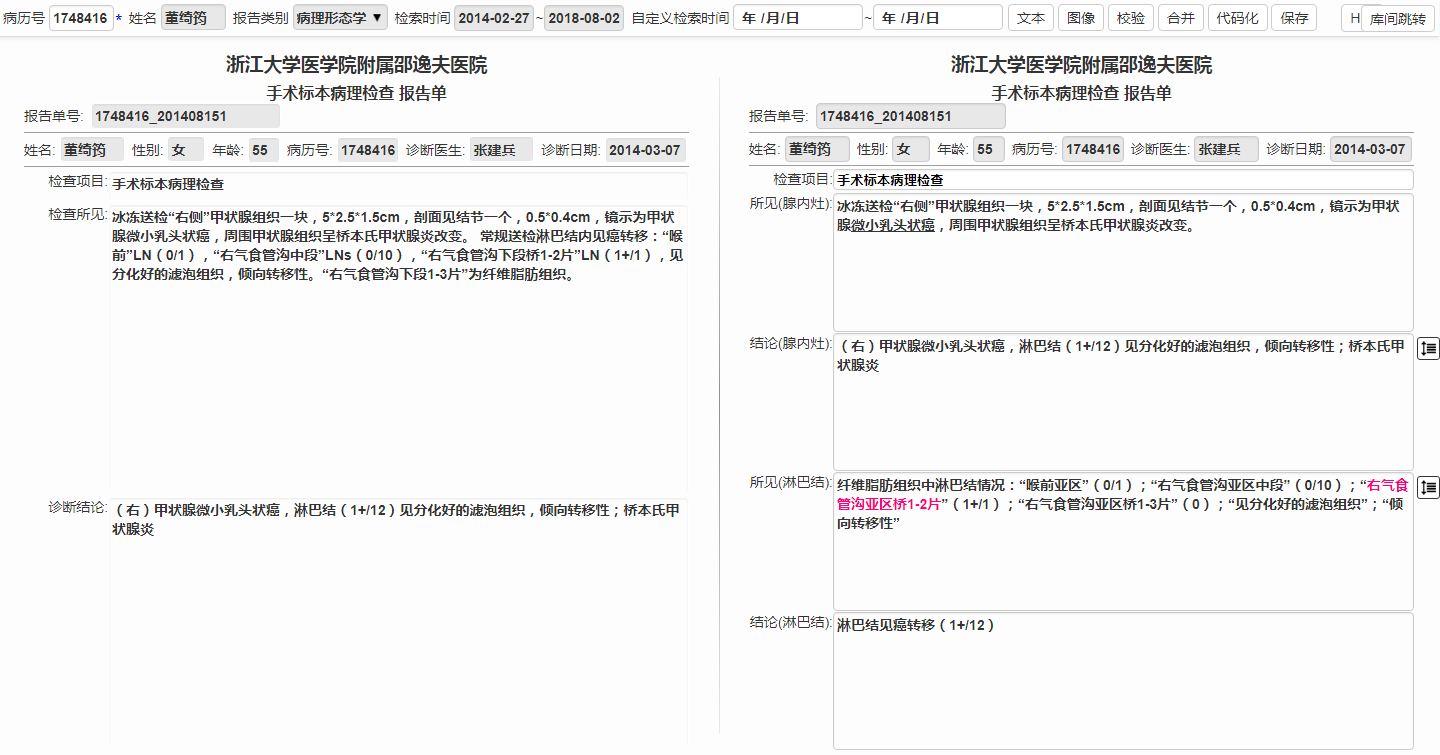 病历号 1748416 * 姓名 董绮筠 报告类别 病理形态学 ▼ 检索时间 2014-02-27 ~ 2018-08-02 自定义检索时间 年 /月/日 ~ 年 /月/日 文本 图像 校验 合并 代码化 保存 H 库间跳转
浙江大学医学院附属邵逸夫医院
手术标本病理检查 报告单
报告单号: 1748416_201408151
姓名: 董绮筠 性别: 女 年龄: 55 病历号: 1748416 诊断医生: 张建兵 诊断日期: 2014-03-07
检查项目: 手术标本病理检查
检查所见: 冰冻送检“右侧”甲状腺组织一块，5*2.5*1.5cm，剖面见结节一个，0.5*0.4cm，镜示为甲状
腺微小乳头状癌，周围甲状腺组织呈桥本氏甲状腺炎改变。 常规送检淋巴结内见癌转移：“喉
前”LN（0/1），“右气食管沟中段”LNs（0/10），“右气食管沟下段桥1-2片”LN（1+/1），见
分化好的滤泡组织，倾向转移性。“右气食管沟下段1-3片”为纤维脂肪组织。
诊断结论: （右）甲状腺微小乳头状癌，淋巴结（1+/12）见分化好的滤泡组织，倾向转移性；桥本氏甲
状腺炎
浙江大学医学院附属邵逸夫医院
手术标本病理检查 报告单
报告单号: 1748416_201408151
姓名: 董绮筠 性别: 女 年龄: 55 病历号: 1748416 诊断医生: 张建兵 诊断日期: 2014-03-07
检查项目: 手术标本病理检查
所见(腺内灶): 冰冻送检“右侧”甲状腺组织一块，5*2.5*1.5cm，剖面见结节一个，0.5*0.4cm，镜示为甲状
腺微小乳头状癌，周围甲状腺组织呈桥本氏甲状腺炎改变。
结论(腺内灶): （右）甲状腺微小乳头状癌，淋巴结（1+/12）见分化好的滤泡组织，倾向转移性；桥本氏甲
状腺炎
所见(淋巴结): 纤维脂肪组织中淋巴结情况：“喉前亚区”（0/1）；“右气食管沟亚区中段”（0/10）；“右气食
管沟亚区桥1-2片”（1+/1）；“右气食管沟亚区桥1-3片”（0）；“见分化好的滤泡组织”；“倾
向转移性”
结论(淋巴结): 淋巴结见癌转移（1+/12）